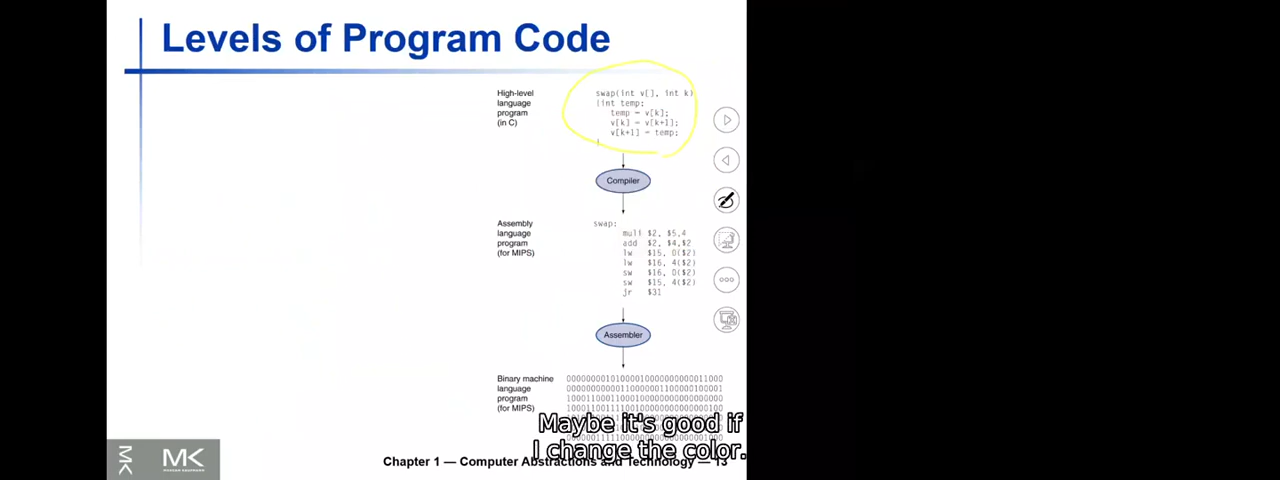 Levels of Program Code
High-level
language
program
(in C)
swap(int v[], int k)
{int temp;
temp = v[k];
v[k] = v[k+1];
v[k+1] = temp;
Compiler
Assembly
language
program
(for MIPS)
swap:
muli $2, $5,4
add $2, $4,$2
lw $15, 0($2)
lw $16, 4($2)
sw $16, 0($2)
sw $15, 4($2)
jr $31
Assembler
Binary machine
language
program
(for MIPS)
Maybe it's good if
I change the color.
MK
MK
Chapter 1 — Computer Abstractions and Technology — 13